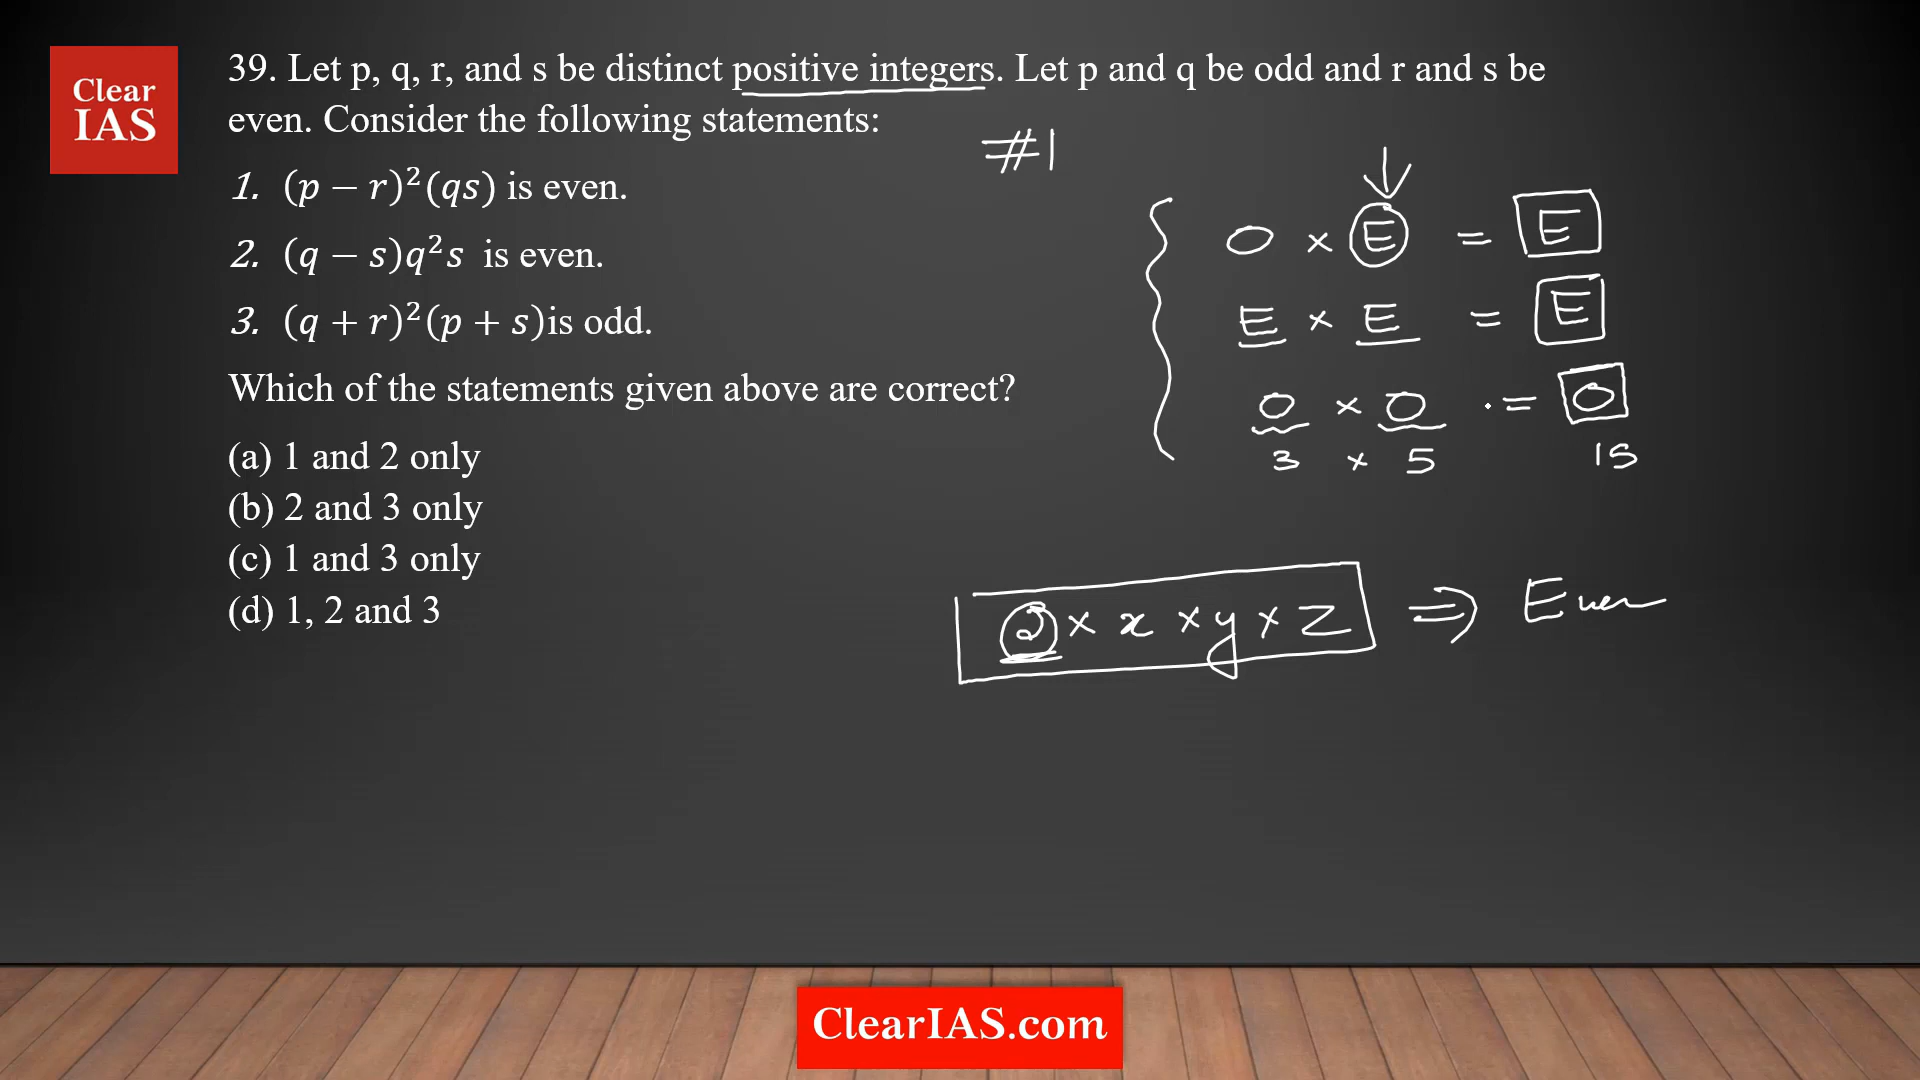 Clear
IAS
39. Let p, q, r, and s be distinct positive integers. Let p and q be odd and r and s be
even. Consider the following statements:
#1
1. (p − r)²(qs) is even.
2. (q − s)q²s is even.
3. (q + r)²(p + s)is odd.
Which of the statements given above are correct?
(a) 1 and 2 only
(b) 2 and 3 only
(c) 1 and 3 only
(d) 1, 2 and 3
O × E = E
E × E = E
O × O = O
3 × 5 15
2 × x × y × z ⇒ Even
ClearIAS.com